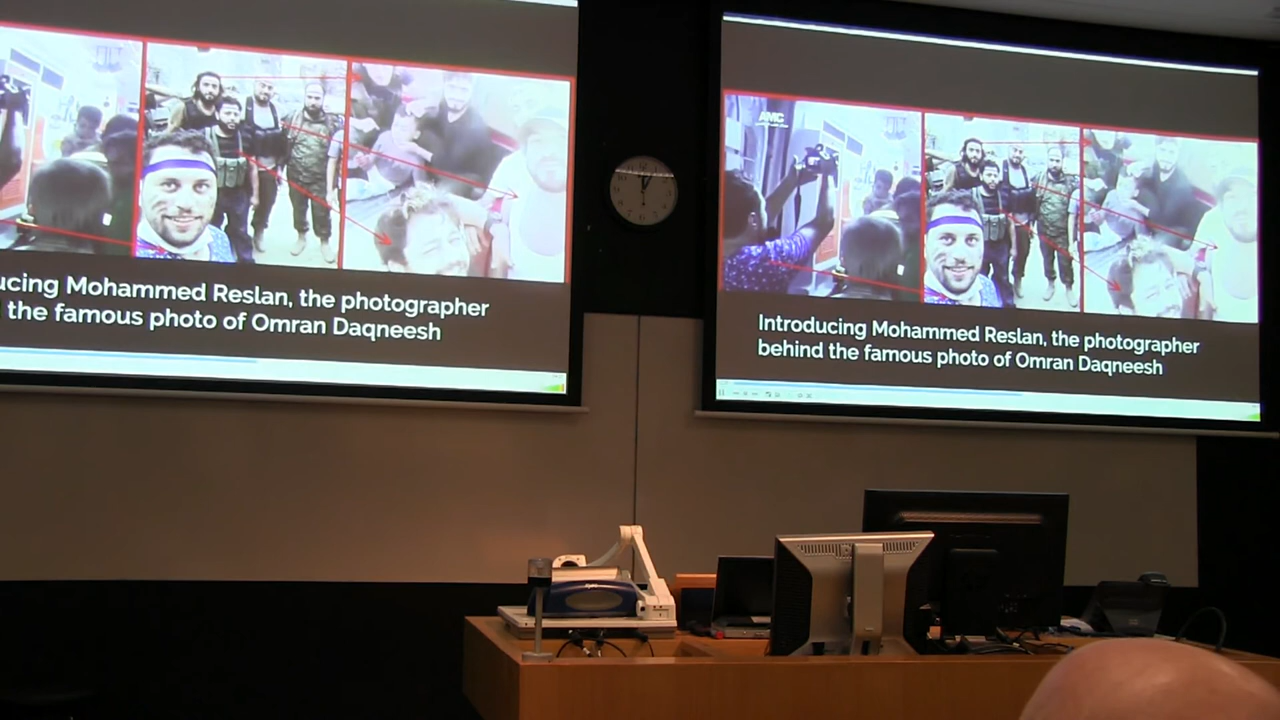 ucing Mohammed Reslan, the photographer
the famous photo of Omran Daqneesh
AMC
Introducing Mohammed Reslan, the photographer
behind the famous photo of Omran Daqneesh